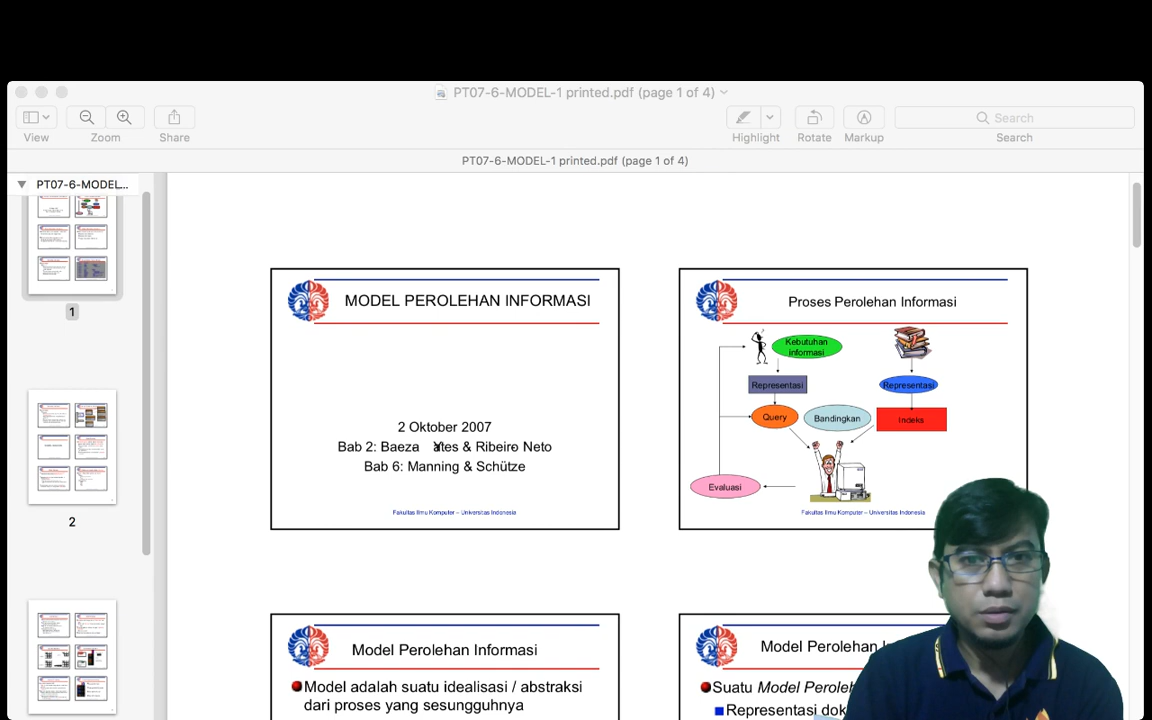 PT07-6-MODEL-1 printed.pdf (page 1 of 4)
View
Zoom
Share
Highlight
Rotate
Markup
Search
Search
PT07-6-MODEL-1 printed.pdf (page 1 of 4)
PT07-6-MODEL...
1
2
MODEL PEROLEHAN INFORMASI
2 Oktober 2007
Bab 2: Baeza Yates & Ribeiro Neto
Bab 6: Manning & Schütze
Fakultas Ilmu Komputer – Universitas Indonesia
Proses Perolehan Informasi
Kebutuhan
informasi
Representasi
Representasi
Query
Bandingkan
Indeks
Evaluasi
Fakultas Ilmu Komputer – Universitas Indonesia
Model Perolehan Informasi
Model adalah suatu idealisasi / abstraksi
dari proses yang sesungguhnya
Model Perolehan
Suatu Model Peroleh
Representasi dok